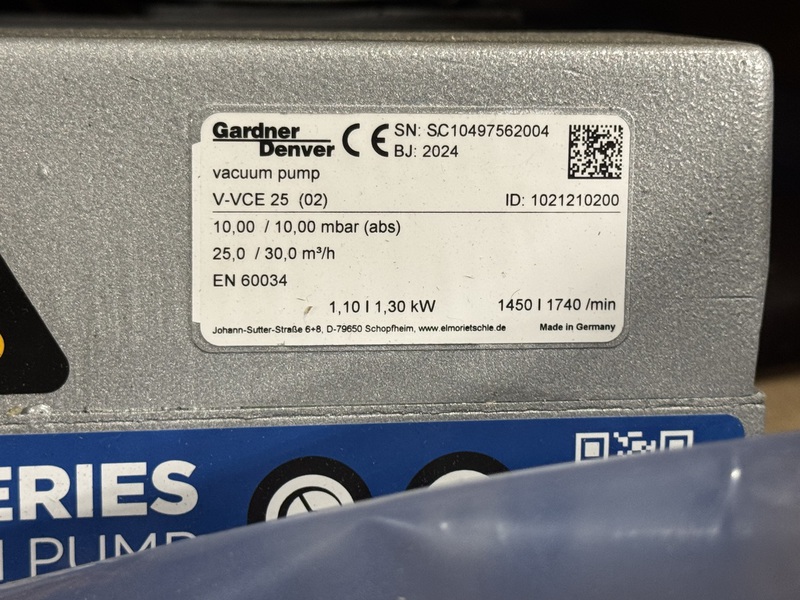 Gardner
Denver
CE
SN: SC10497562004
BJ: 2024
vacuum pump
V-VCE 25 (02)
ID: 1021210200
10,00 / 10,00 mbar (abs)
25,0 / 30,0 m³/h
EN 60034
1,10 I 1,30 kW
1450 I 1740 /min
Johann-Sutter-Straße 6+8, D-79650 Schopfheim, www.elmorietschle.de
Made in Germany
ERIES
PUMP